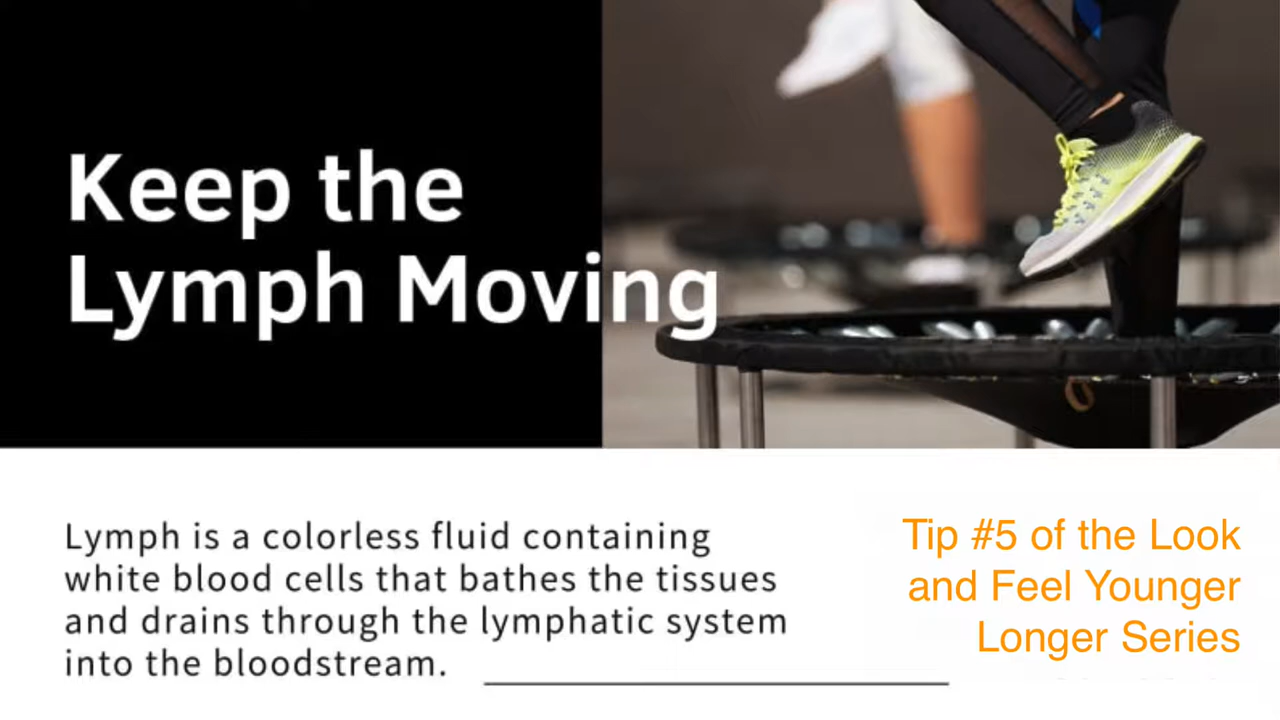 Keep the
Lymph Moving
Lymph is a colorless fluid containing
white blood cells that bathes the tissues
and drains through the lymphatic system
into the bloodstream.
Tip #5 of the Look
and Feel Younger
Longer Series